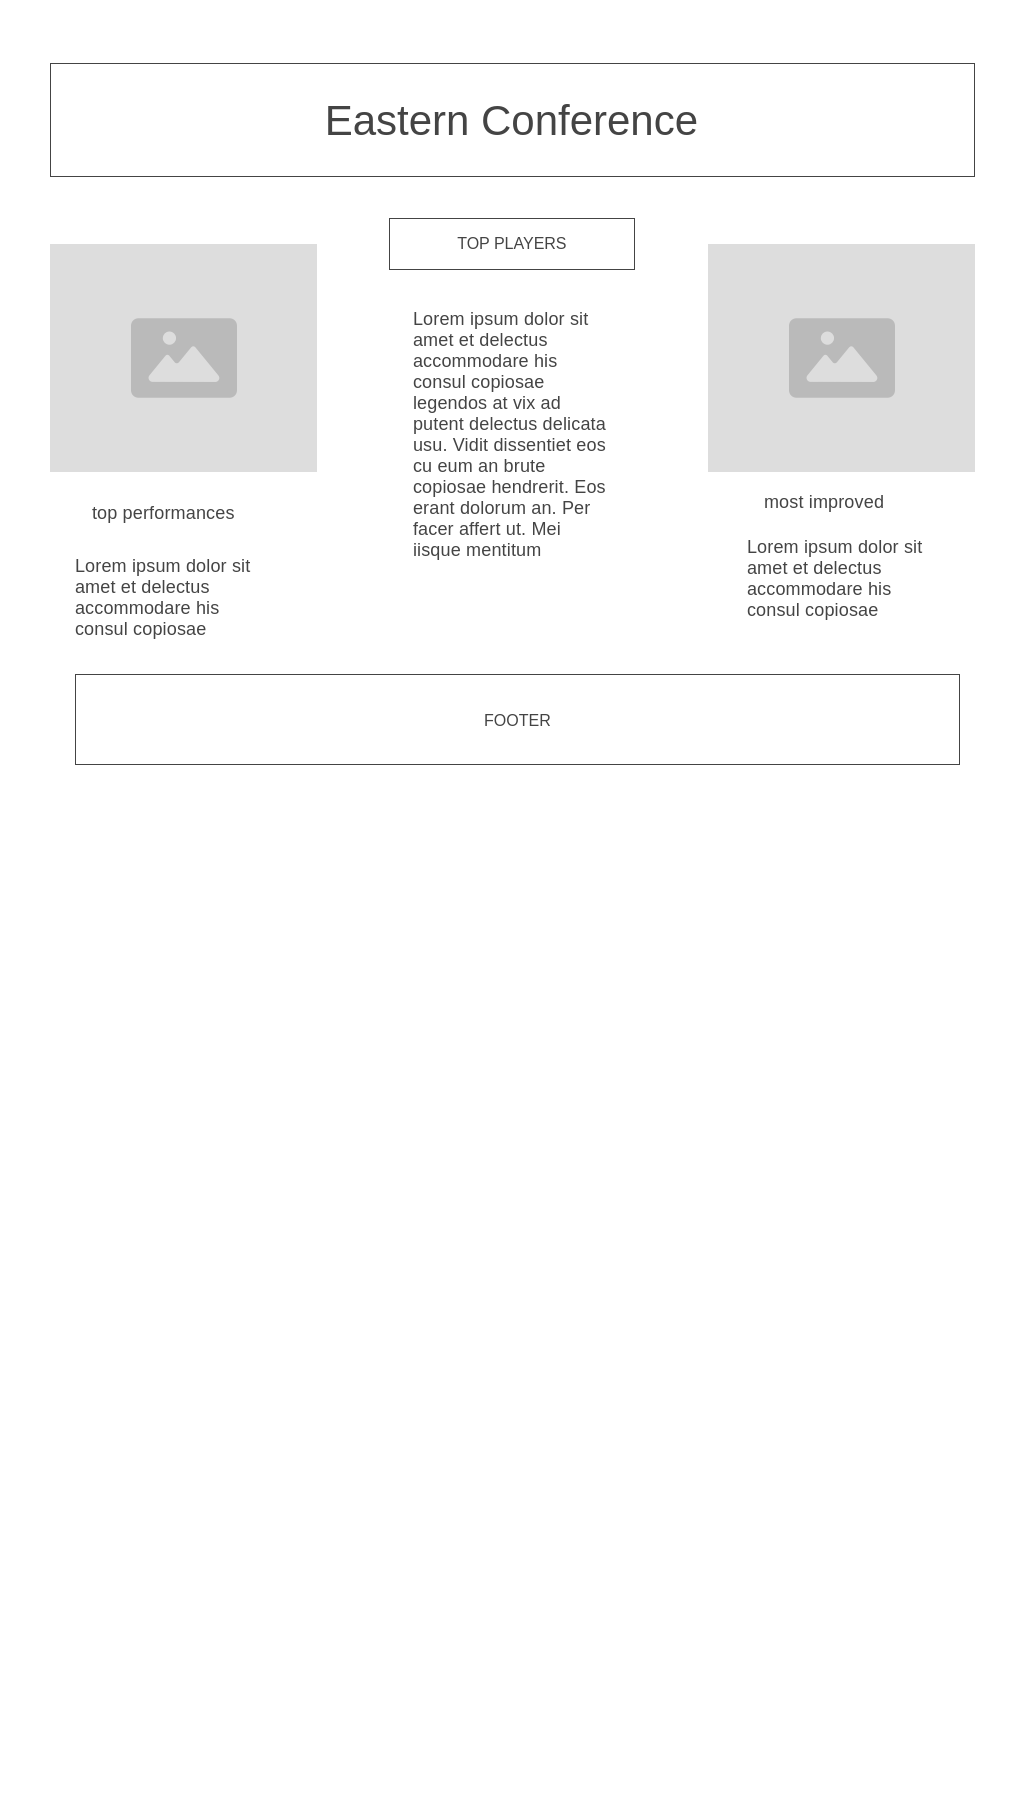 Eastern Conference
top performances
Lorem ipsum dolor sit
amet et delectus
accommodare his
consul copiosae
TOP PLAYERS
Lorem ipsum dolor sit
amet et delectus
accommodare his
consul copiosae
legendos at vix ad
putent delectus delicata
usu. Vidit dissentiet eos
cu eum an brute
copiosae hendrerit. Eos
erant dolorum an. Per
facer affert ut. Mei
iisque mentitum
most improved
Lorem ipsum dolor sit
amet et delectus
accommodare his
consul copiosae
FOOTER